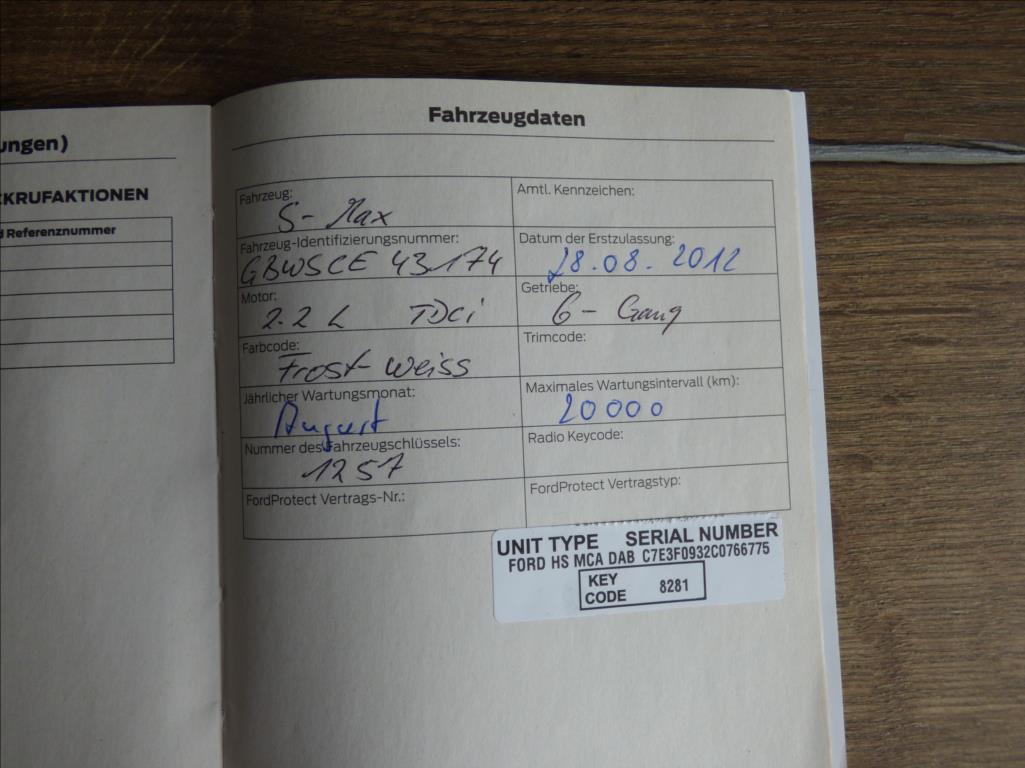 ungen)
CKRUFAKTIONEN
d Referenznummer
Fahrzeugdaten
Fahrzeug:
S-Max
Amtl. Kennzeichen:
Fahrzeug-Identifizierungsnummer:
GBWSCE 43174
Datum der Erstzulassung:
28.08.2012
Motor:
2.2 L TDCi
Getriebe:
6-Gang
Farbcode:
Frost-weiss
Trimcode:
Jährlicher Wartungsmonat:
August
Maximales Wartungsintervall (km):
20000
Nummer des Fahrzeugschlüssels:
1257
Radio Keycode:
FordProtect Vertrags-Nr.:
FordProtect Vertragstyp:
UNIT TYPE SERIAL NUMBER
FORD HS MCA DAB C7E3F0932C0766775
KEY CODE 8281